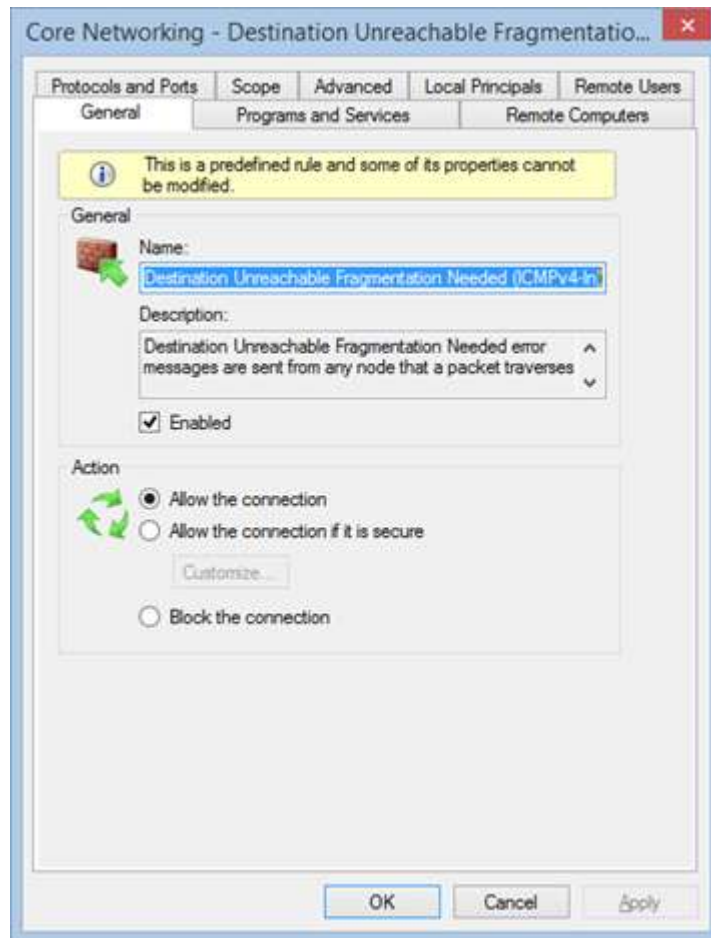 Core Networking - Destination Unreachable Fragmentatio...
Protocols and Ports Scope Advanced Local Principals Remote Users
General Programs and Services Remote Computers
This is a predefined rule and some of its properties cannot
be modified.
General
Name:
Destination Unreachable Fragmentation Needed (ICMPv4-In
Description:
Destination Unreachable Fragmentation Needed error
messages are sent from any node that a packet traverses
Enabled
Action
Allow the connection
Allow the connection if it is secure
Customize...
Block the connection
OK Cancel Apply